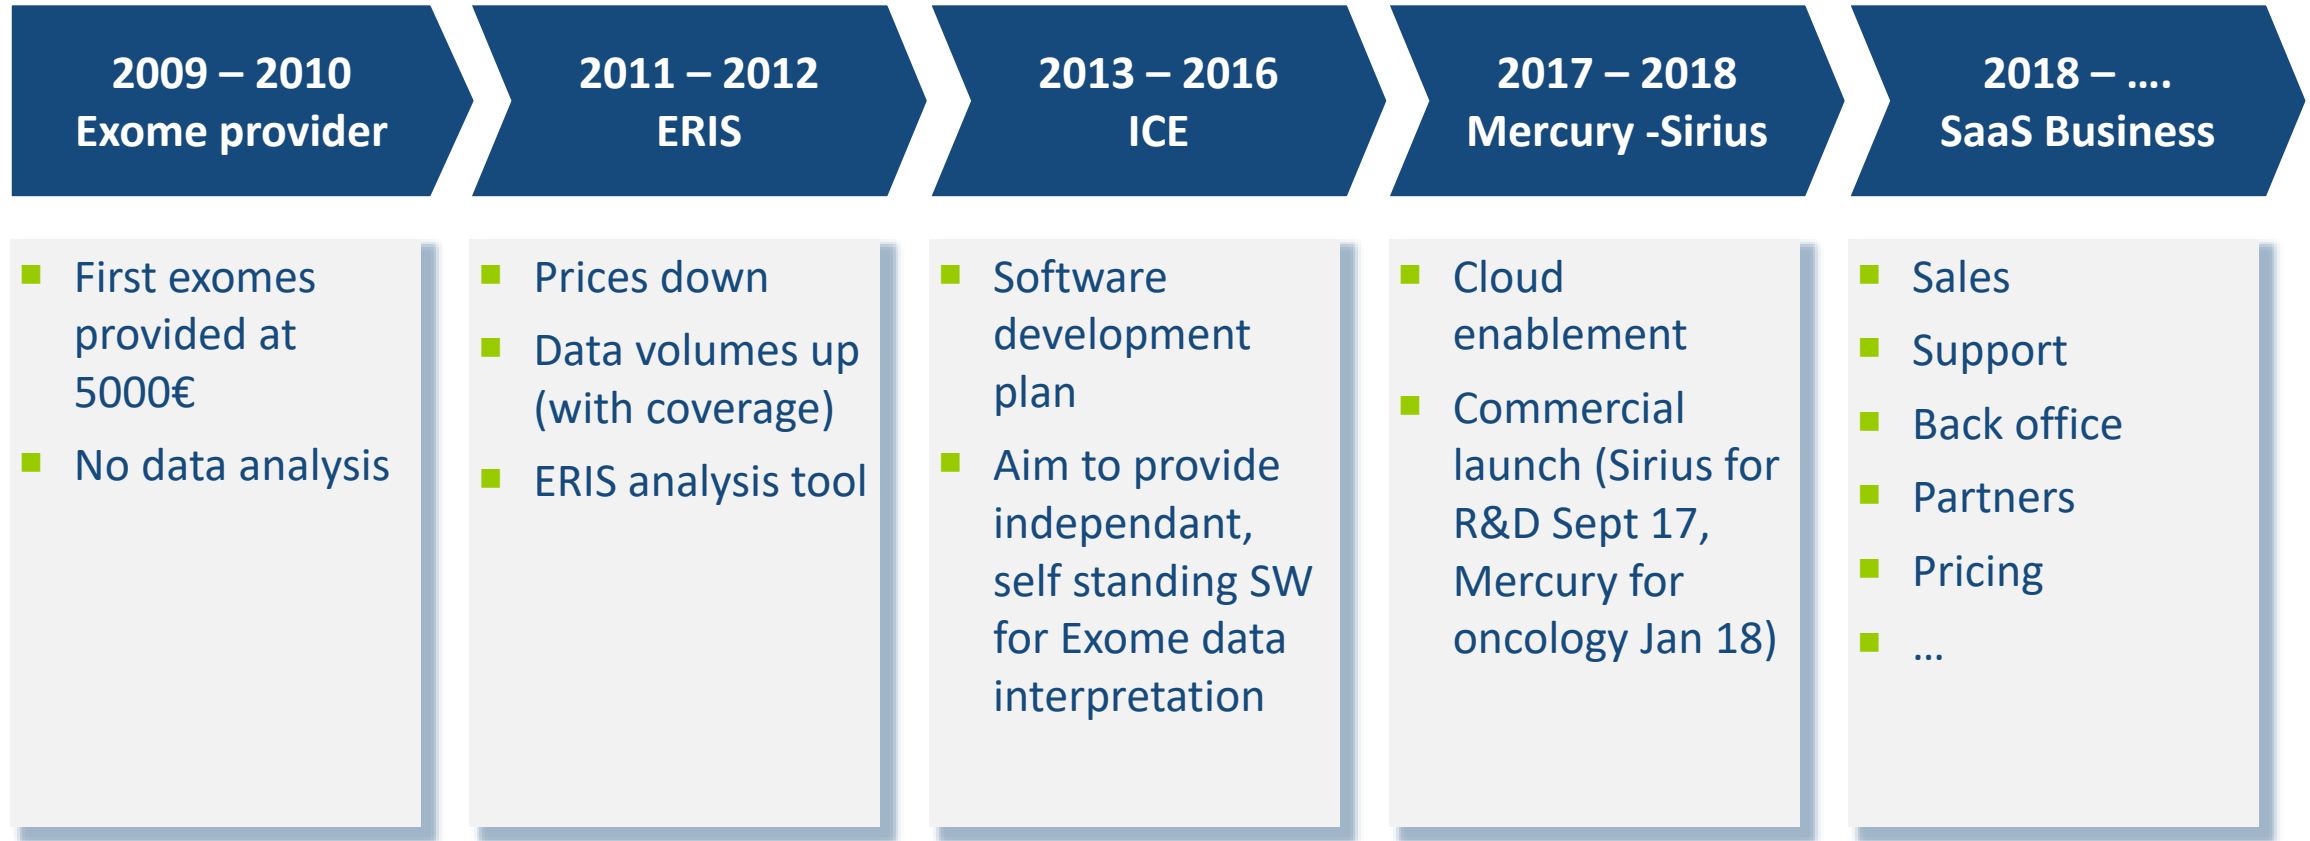 2009 – 2010
Exome provider
2011 – 2012
ERIS
2013 – 2016
ICE
2017 – 2018
Mercury -Sirius
2018 – ....
SaaS Business
First exomes
provided at
5000€
No data analysis
Prices down
Data volumes up
(with coverage)
ERIS analysis tool
Software
development
plan
Aim to provide
independant,
self standing SW
for Exome data
interpretation
Cloud
enablement
Commercial
launch (Sirius for
R&D Sept 17,
Mercury for
oncology Jan 18)
Sales
Support
Back office
Partners
Pricing
...